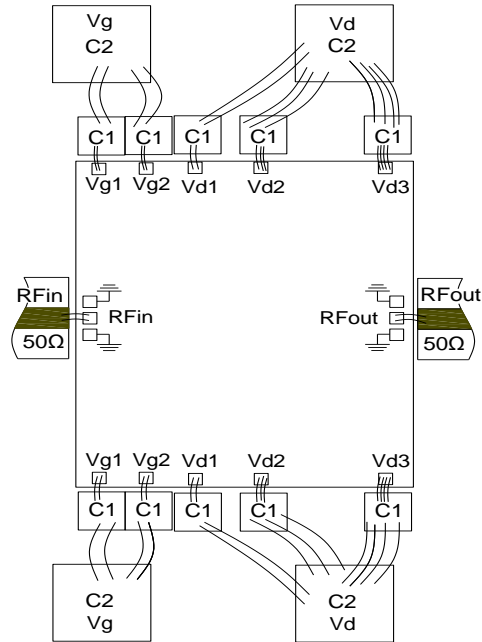 Vg
C2
Vd
C2
C1 C1 C1 C1 C1
Vg1 Vg2 Vd1 Vd2 Vd3
RFin
50Ω
RFin
RFout
RFout
50Ω
Vg1 Vg2 Vd1 Vd2 Vd3
C1 C1 C1 C1 C1
C2
Vg
C2
Vd